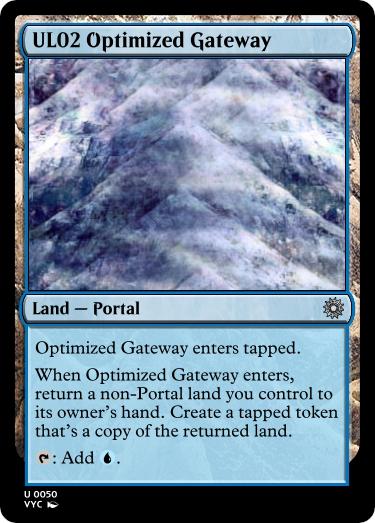 UL02 Optimized Gateway
Land — Portal
Optimized Gateway enters tapped.
When Optimized Gateway enters,
return a non-Portal land you control to
its owner's hand. Create a tapped token
that's a copy of the returned land.
: Add .
U 0050
VYC